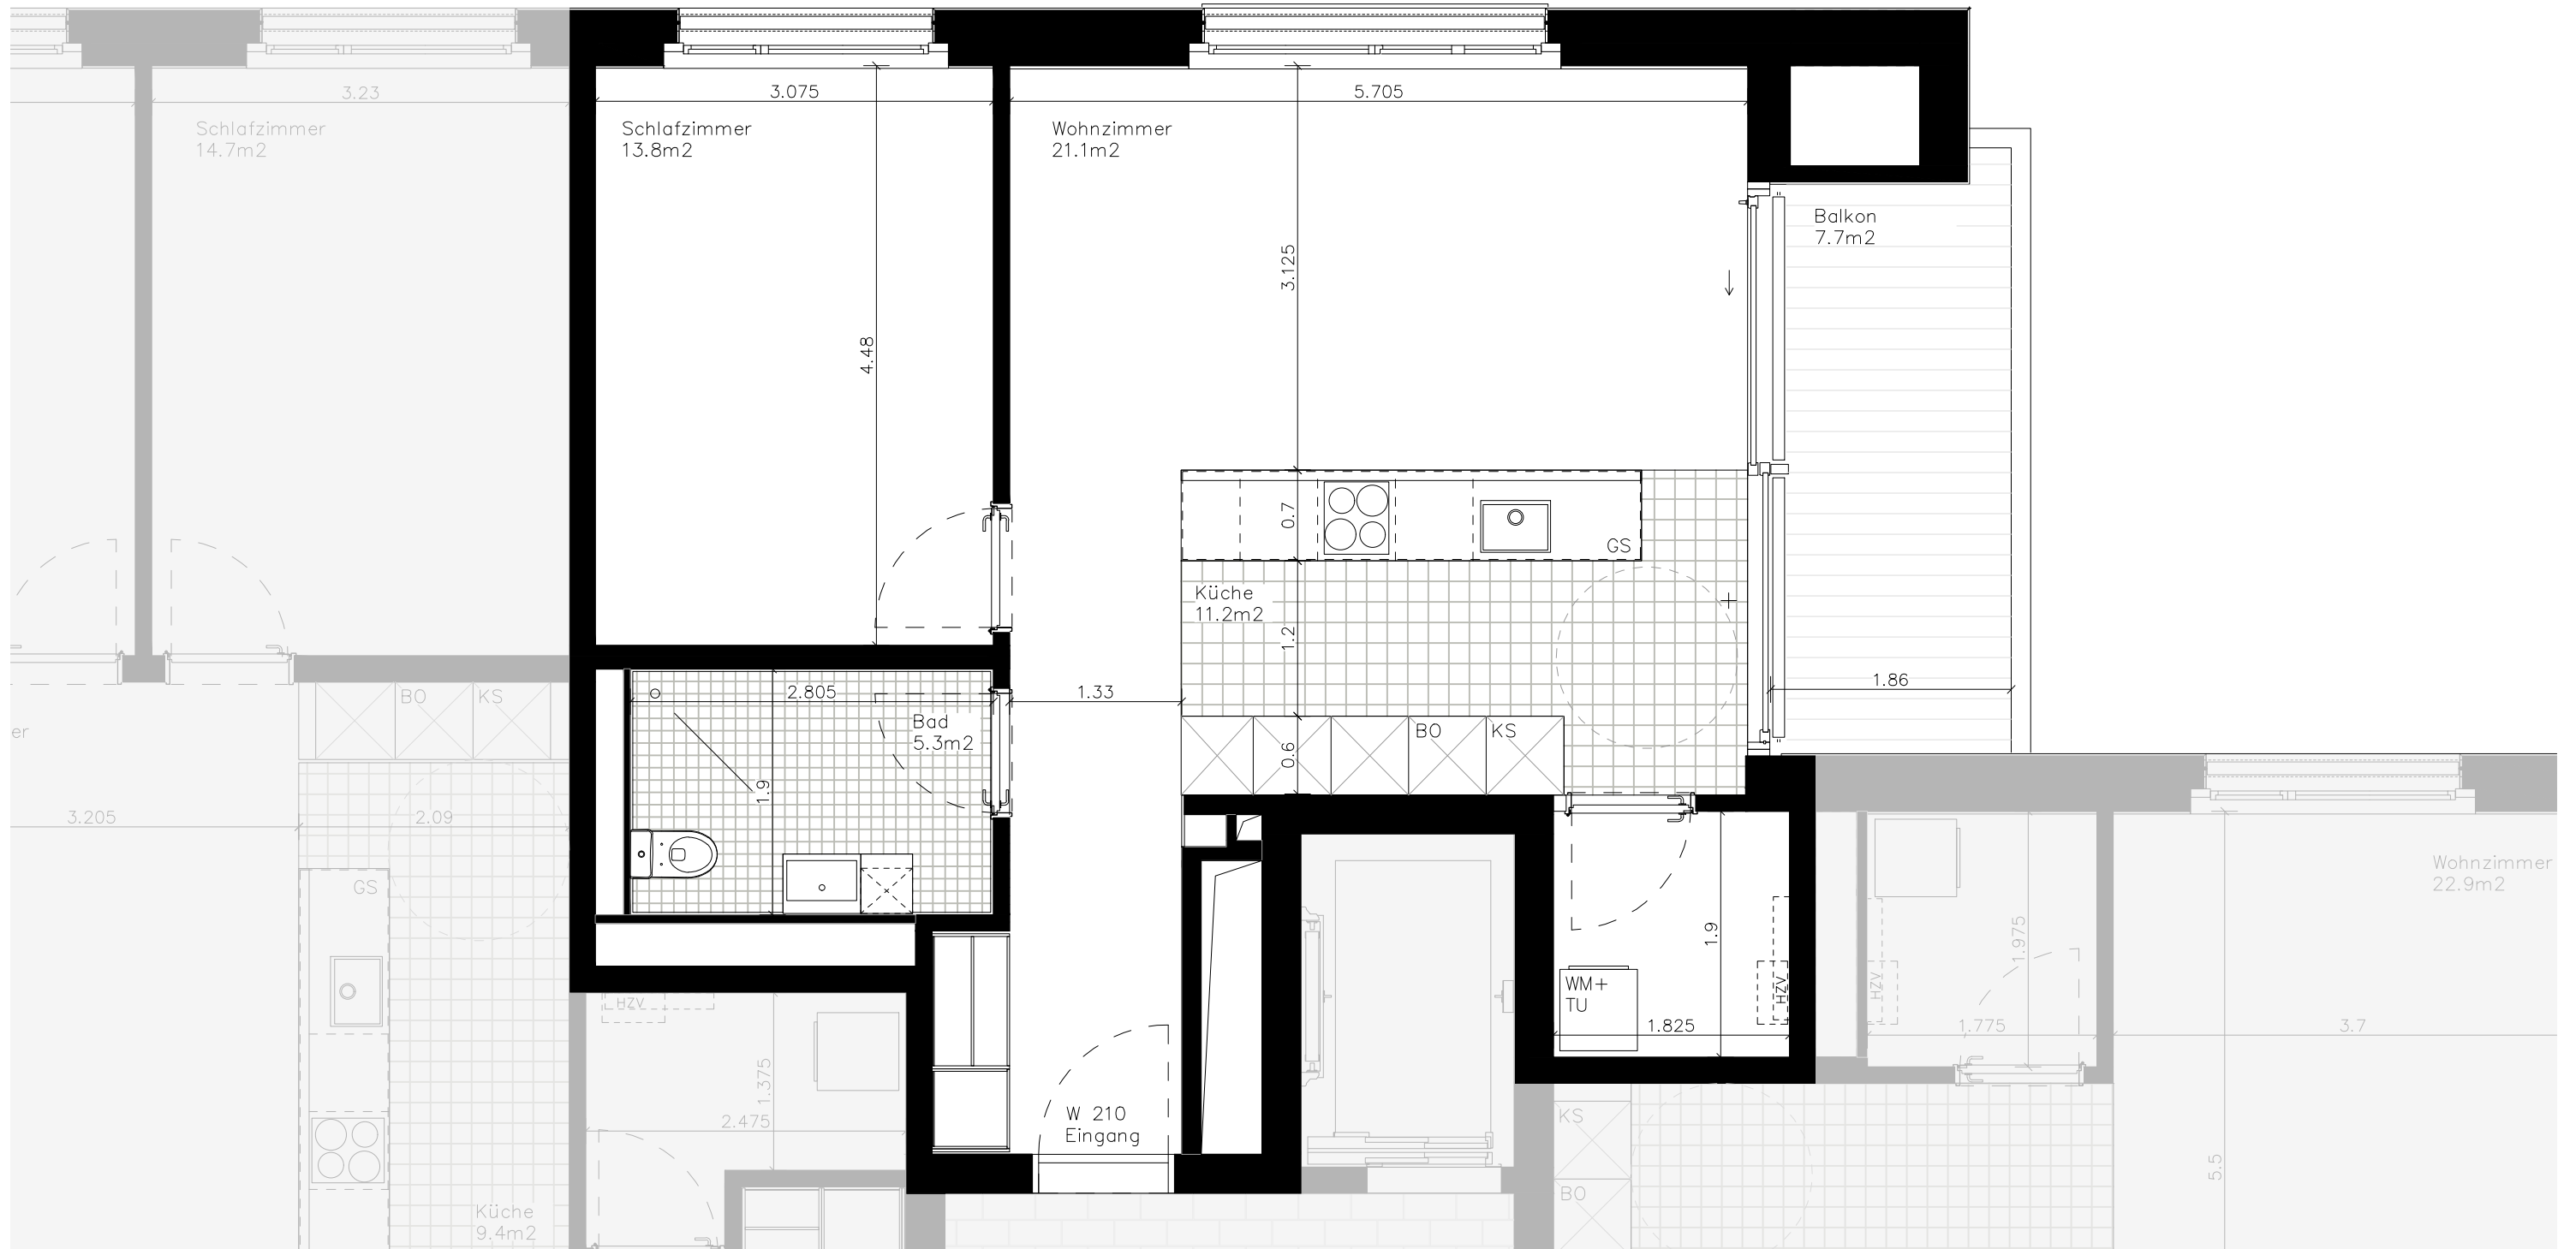 3.23
Schlafzimmer
14.7m2
3.075
Schlafzimmer
13.8m2
4.48
5.705
Wohnzimmer
21.1m2
3.125
Balkon
7.7m2
0.7
GS
Küche
11.2m2
1.2
BO
KS
0.6
1.33
1.86
2.805
Bad
5.3m2
1.9
BO
KS
er
3.205
2.09
GS
Küche
9.4m2
HZV
1.375
2.475
W 210
Eingang
WM+
TU
1.9
HZV
1.825
HZV
1.975
1.775
3.7
Wohnzimmer
22.9m2
5.5
KS
BO